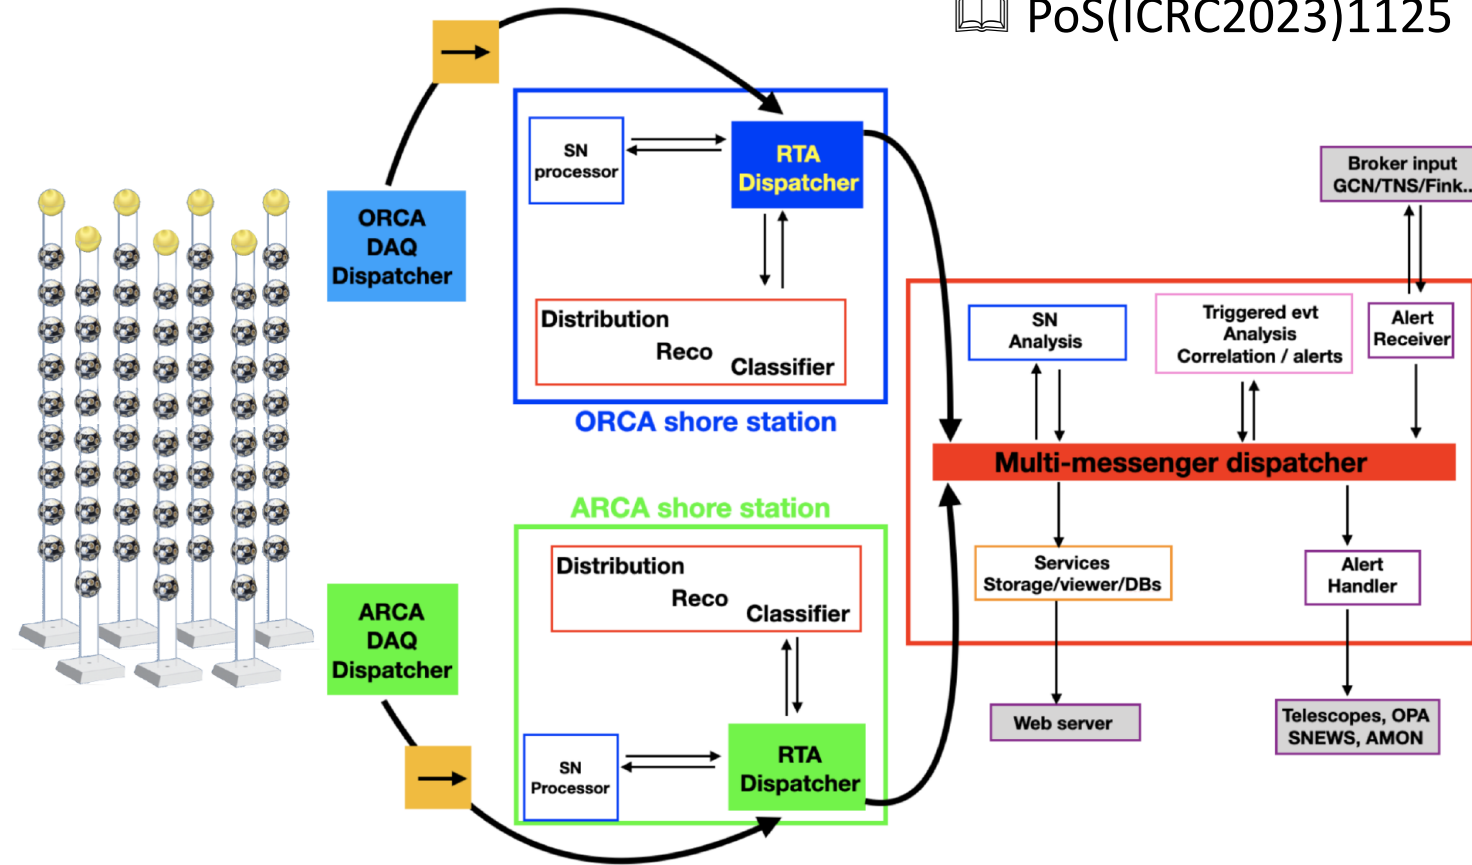 PoS(ICRC2023)1125
ORCA
DAQ
Dispatcher
SN
processor
RTA
Dispatcher
Distribution
Reco
Classifier
ORCA shore station
ARCA shore station
Distribution
Reco
Classifier
ARCA
DAQ
Dispatcher
SN
Processor
RTA
Dispatcher
Broker input
GCN/TNS/Fink..
SN
Analysis
Triggered evt
Analysis
Correlation / alerts
Alert
Receiver
Multi-messenger dispatcher
Services
Storage/viewer/DBs
Alert
Handler
Web server
Telescopes, OPA
SNEWS, AMON